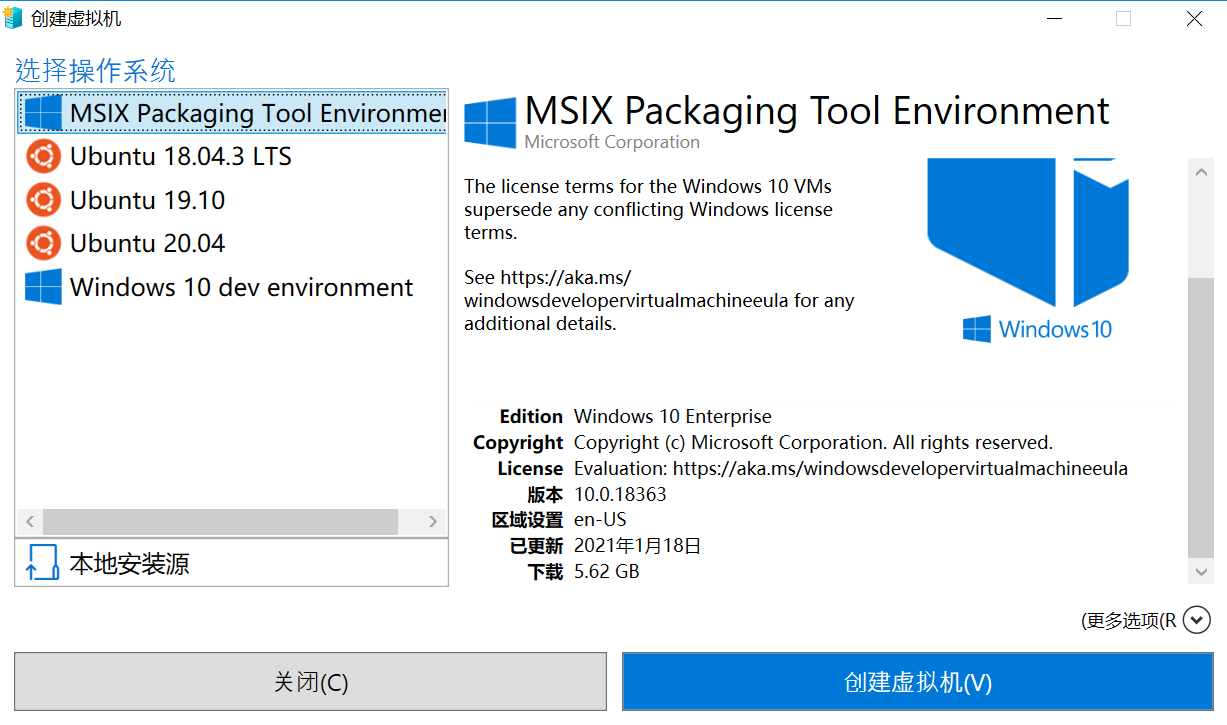 创建虚拟机
选择操作系统
MSIX Packaging Tool Environme
Ubuntu 18.04.3 LTS
Ubuntu 19.10
Ubuntu 20.04
Windows 10 dev environment
本地安装源
MSIX Packaging Tool Environment
Microsoft Corporation
The license terms for the Windows 10 VMs
supersede any conflicting Windows license
terms.
See https://aka.ms/
windowsdevelopervirtualmachineeula for any
additional details.
Windows10
Edition Windows 10 Enterprise
Copyright Copyright (c) Microsoft Corporation. All rights reserved.
License Evaluation: https://aka.ms/windowsdevelopervirtualmachineeula
版本 10.0.18363
区域设置 en-US
已更新 2021年1月18日
下载 5.62 GB
(更多选项(R
关闭(C)
创建虚拟机(V)